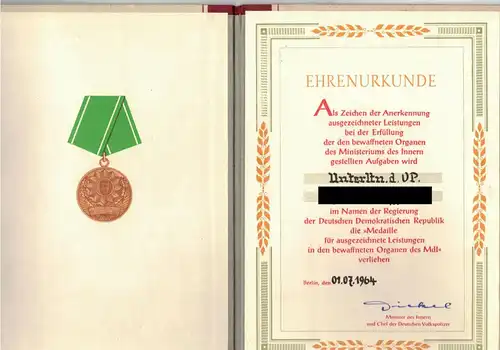 EHRENURKUNDE
Als Zeichen der Anerkennung
ausgezeichneter Leistungen
bei der Erfüllung
der den bewaffneten Organen
des Ministeriums des Innern
gestellten Aufgaben wird
Unterltn. d. VP.
im Namen der Regierung
der Deutschen Demokratischen Republik
die »Medaille
für ausgezeichnete Leistungen
in den bewaffneten Organen des MdI«
verliehen
Berlin, den 01.07.1964
Dickel
Minister des Innern
und Chef der Deutschen Volkspolizei